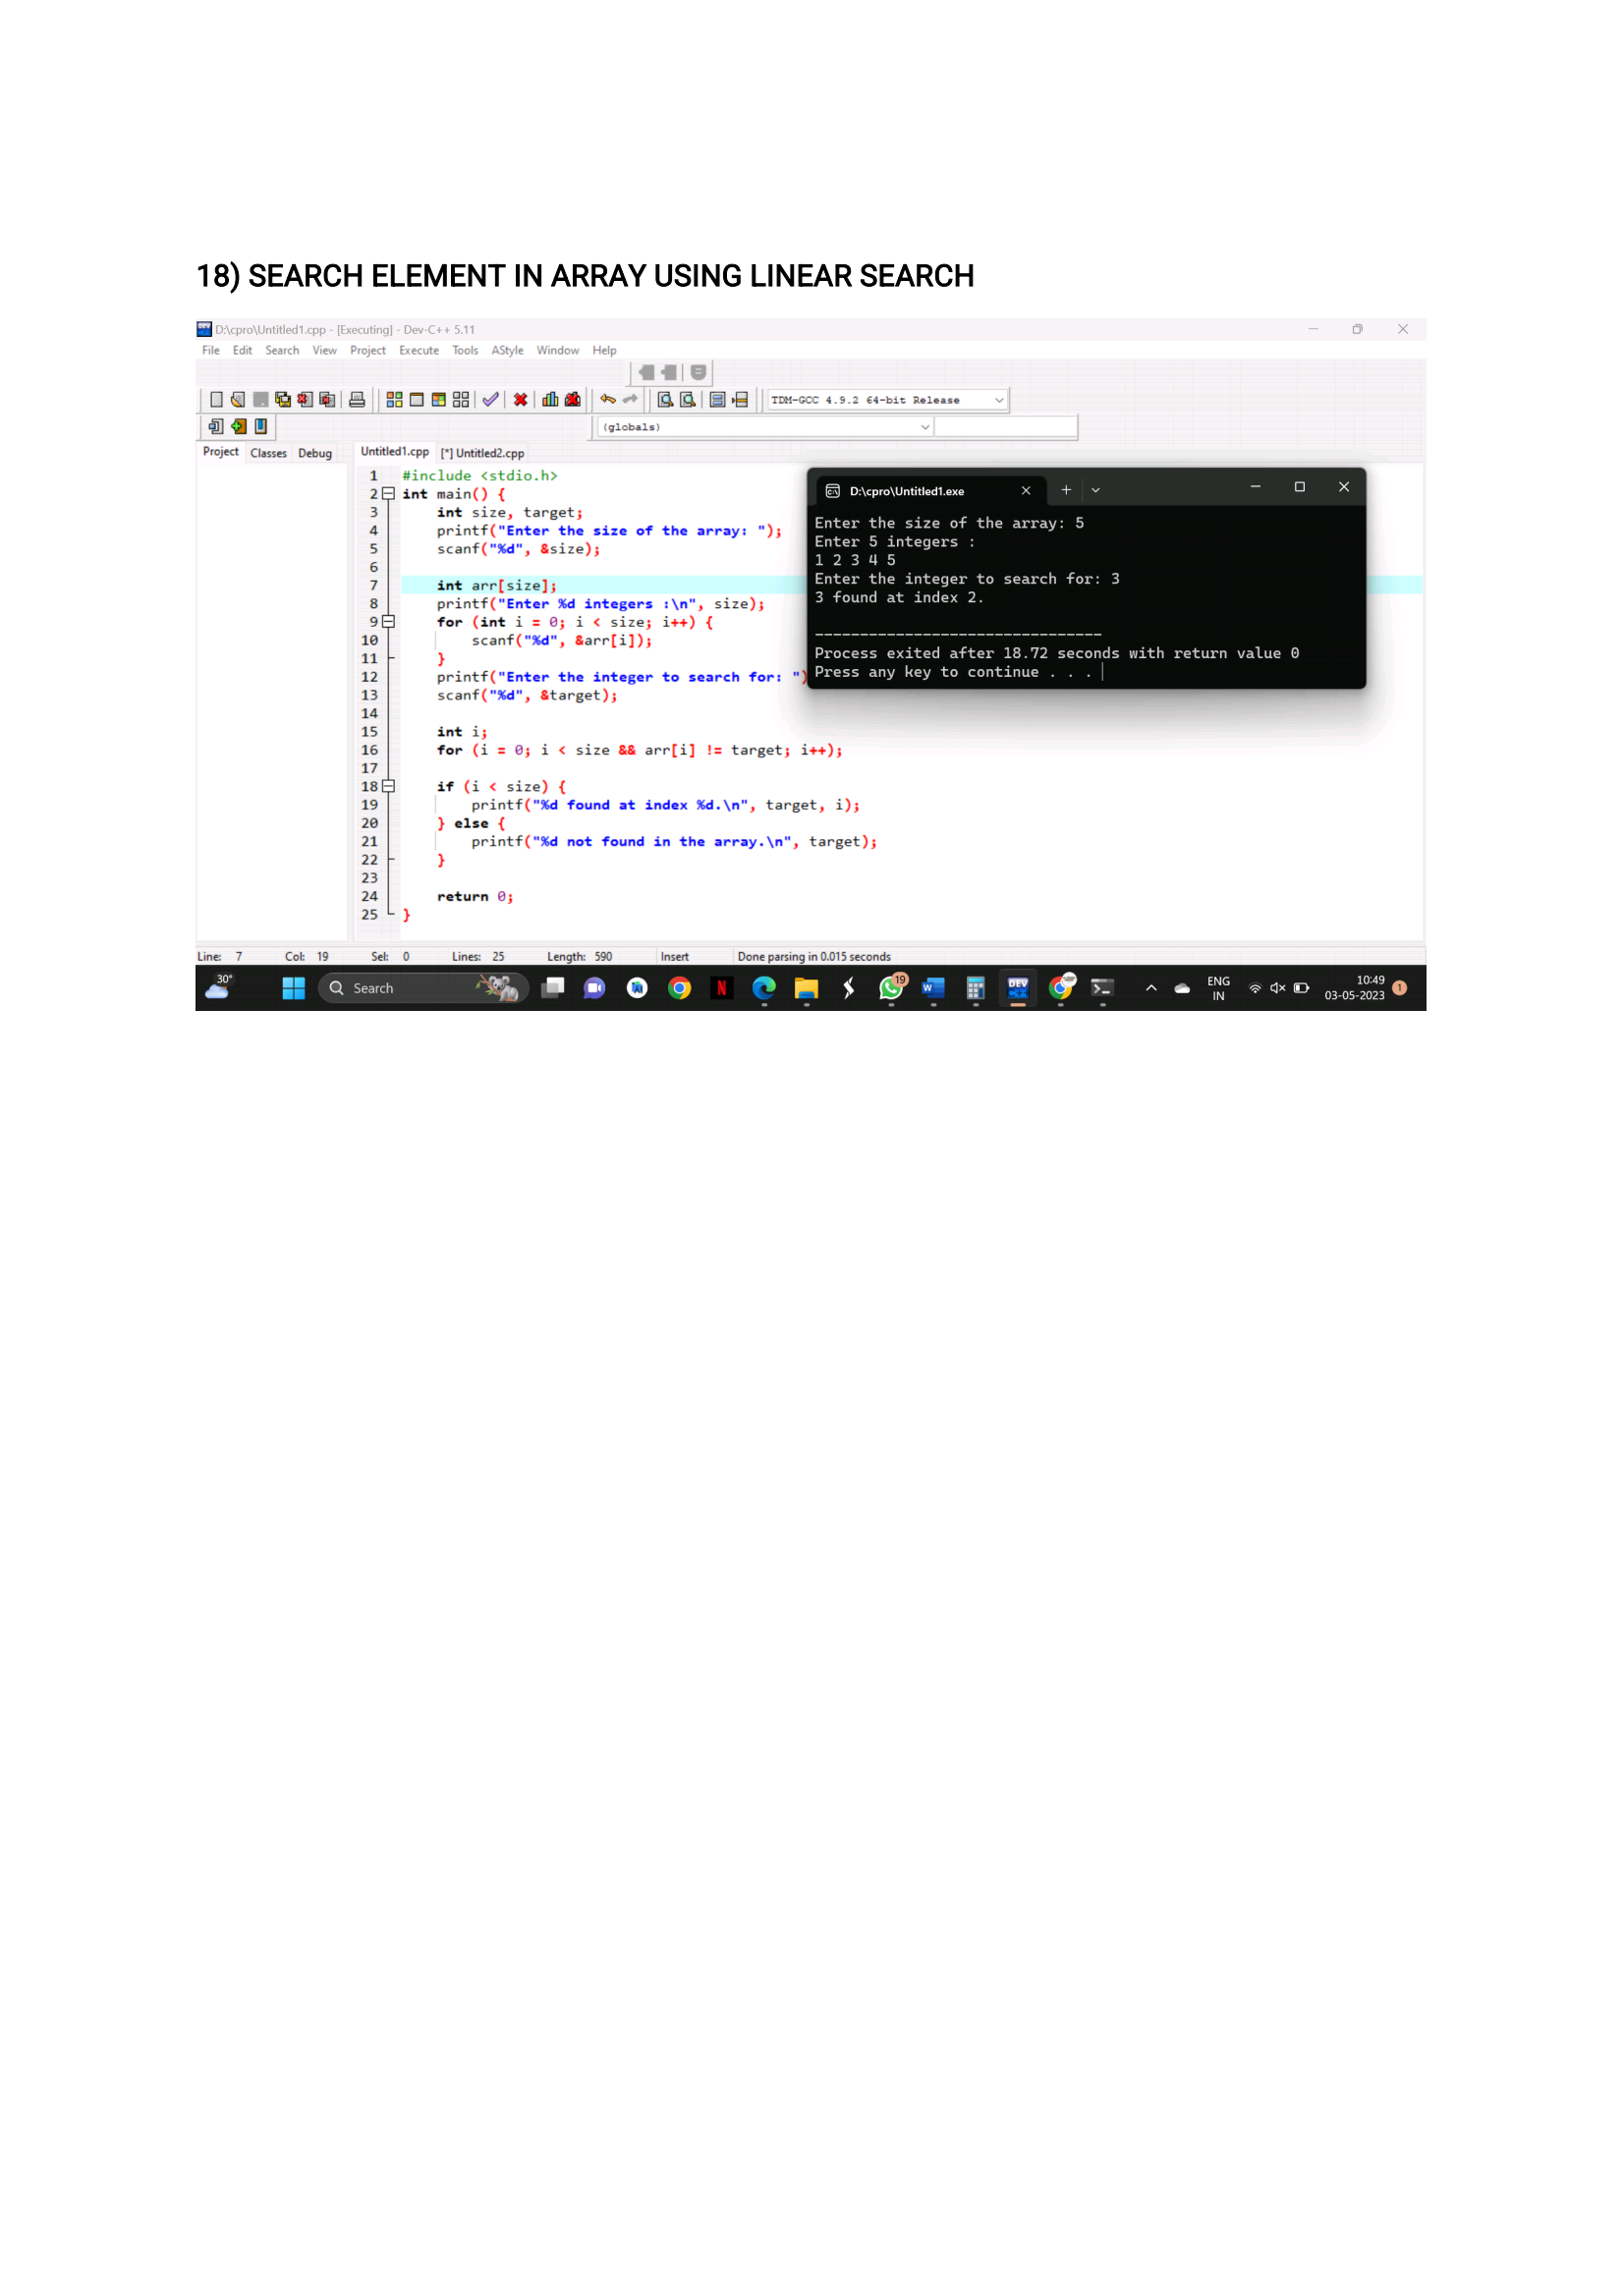 18) SEARCH ELEMENT IN ARRAY USING LINEAR SEARCH
D:\cpro\Untitled1.cpp - [Executing] - Dev-C++ 5.11
File Edit Search View Project Execute Tools AStyle Window Help
TDM-GCC 4.9.2 64-bit Release
(globals)
Project Classes Debug
Untitled1.cpp [*] Untitled2.cpp
1 #include <stdio.h>
2 int main() {
3 int size, target;
4 printf("Enter the size of the array: ");
5 scanf("%d", &size);
6
7 int arr[size];
8 printf("Enter %d integers :\n", size);
9 for (int i = 0; i < size; i++) {
10 scanf("%d", &arr[i]);
11 }
12 printf("Enter the integer to search for: ")
13 scanf("%d", &target);
14
15 int i;
16 for (i = 0; i < size && arr[i] != target; i++);
17
18 if (i < size) {
19 printf("%d found at index %d.\n", target, i);
20 } else {
21 printf("%d not found in the array.\n", target);
22 }
23
24 return 0;
25 }
D:\cpro\Untitled1.exe
Enter the size of the array: 5
Enter 5 integers :
1 2 3 4 5
Enter the integer to search for: 3
3 found at index 2.
--------------------------------
Process exited after 18.72 seconds with return value 0
Press any key to continue . . .
Line: 7 Col: 19 Sel: 0 Lines: 25 Length: 590 Insert Done parsing in 0.015 seconds
30°
Search
N
19
W
DEV
ENG
IN
10:49
03-05-2023
1